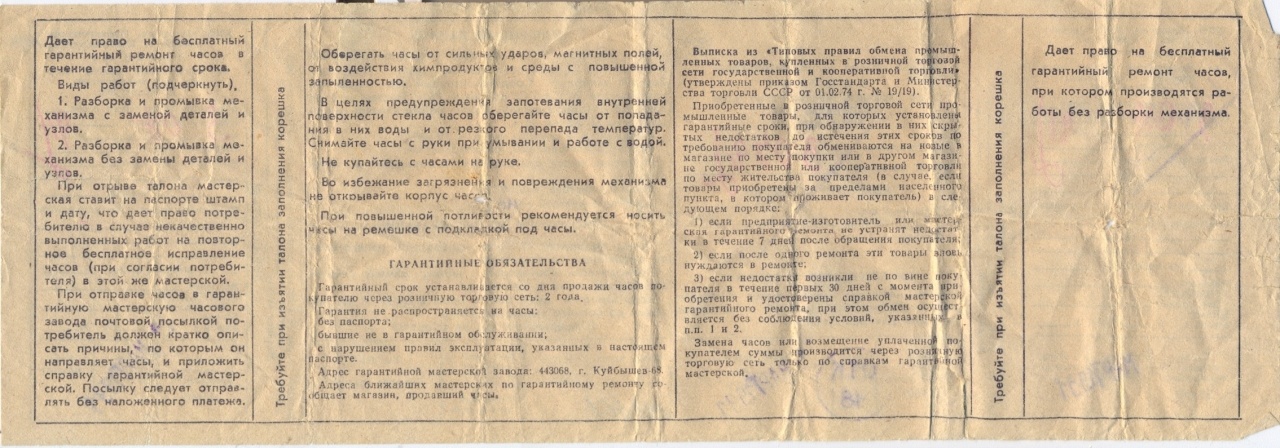 Дает право на бесплатный
гарантийный ремонт часов в
течение гарантийного срока.
Виды работ (подчеркнуть),
1. Разборка и промывка ме-
ханизма с заменой деталей и
узлов.
2. Разборка и промывка ме-
ханизма без замены деталей и
узлов.
При отрыве талона мастер-
ская ставит на паспорте штамп
и дату, что дает право потре-
бителю в случае некачественно
выполненных работ на повтор-
ное бесплатное исправление
часов (при согласии потреби-
теля) в этой же мастерской.
При отправке часов в гаран-
тийную мастерскую часового
завода почтовой посылкой по-
требитель должен кратко опи-
сать причины, по которым он
направляет часы, и приложить
справку гарантийной мастер-
ской. Посылку следует отправ-
лять без наложенного платежа.
Требуйте при изъятии талона заполнения корешка
Оберегать часы от сильных ударов, магнитных полей,
от воздействия химпродуктов и среды с повышенной
запыленностью.
В целях предупреждения запотевания внутренней
поверхности стекла часов оберегайте часы от попада-
ния в них воды и от резкого перепада температур.
Снимайте часы с руки при умывании и работе с водой.
Не купайтесь с часами на руке.
Во избежание загрязнения и повреждения механизма
не открывайте корпус часов.
При повышенной потливости рекомендуется носить
часы на ремешке с подкладкой под часы.
ГАРАНТИЙНЫЕ ОБЯЗАТЕЛЬСТВА
Гарантийный срок устанавливается со дня продажи часов по-
купателю через розничную торговую сеть: 2 года.
Гарантия не распространяется на часы:
без паспорта;
бывшие не в гарантийном обслуживании;
с нарушением правил эксплуатации, указанных в настоящем
паспорте.
Адрес гарантийной мастерской завода: 443068, г. Куйбышев-68.
Адреса ближайших мастерских по гарантийному ремонту со-
общает магазин, продавший часы.
Выписка из «Типовых правил обмена промыш-
ленных товаров, купленных в розничной торговой
сети государственной и кооперативной торговли»
(утверждены приказом Госстандарта и Министер-
ства торговли СССР от 01.02.74 г. № 19/19).
Приобретенные в розничной торговой сети про-
мышленные товары, для которых установлены
гарантийные сроки, при обнаружении в них скры-
тых недостатков до истечения этих сроков по
требованию покупателя обмениваются на новые в
магазине по месту покупки или в другом магази-
не государственной или кооперативной торговли
по месту жительства покупателя (в случае, если
товары приобретены за пределами населенного
пункта, в котором проживает покупатель) в сле-
дующем порядке:
1) если предприятие-изготовитель или мастер-
ская гарантийного ремонта не устранят недостат-
ки в течение 7 дней после обращения покупателя;
2) если после одного ремонта эти товары вновь
нуждаются в ремонте;
3) если недостатки возникли не по вине поку-
пателя в течение первых 30 дней с момента при-
обретения и удостоверены справкой мастерской
гарантийного ремонта, при этом обмен осущест-
вляется без соблюдения условий, указанных в
п.п. 1 и 2.
Замена часов или возмещение уплаченной по-
купателем суммы производится через розничную
торговую сеть только по справкам гарантийной
мастерской.
Требуйте при изъятии талона заполнения корешка
Дает право на бесплатный
гарантийный ремонт часов,
при котором производятся ра-
боты без разборки механизма.